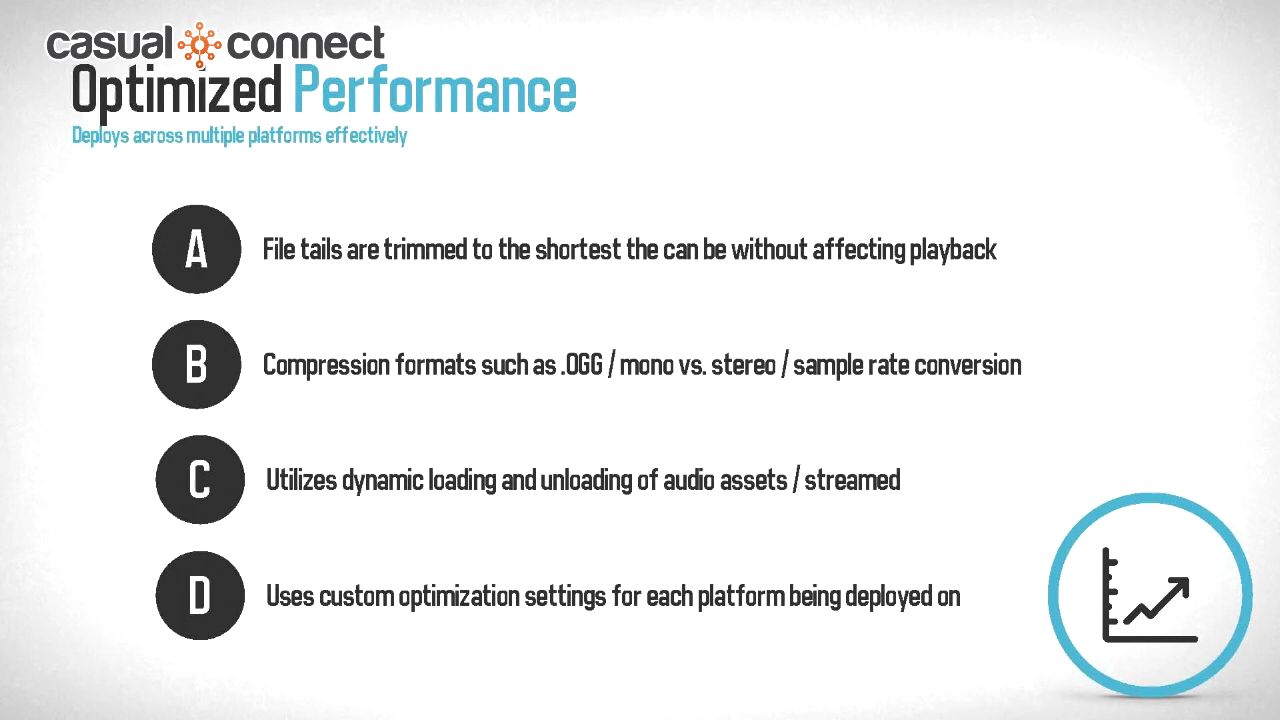 casual connect
Optimized Performance
Deploys across multiple platforms effectively
A File tails are trimmed to the shortest the can be without affecting playback
B Compression formats such as .OGG / mono vs. stereo / sample rate conversion
C Utilizes dynamic loading and unloading of audio assets / streamed
D Uses custom optimization settings for each platform being deployed on